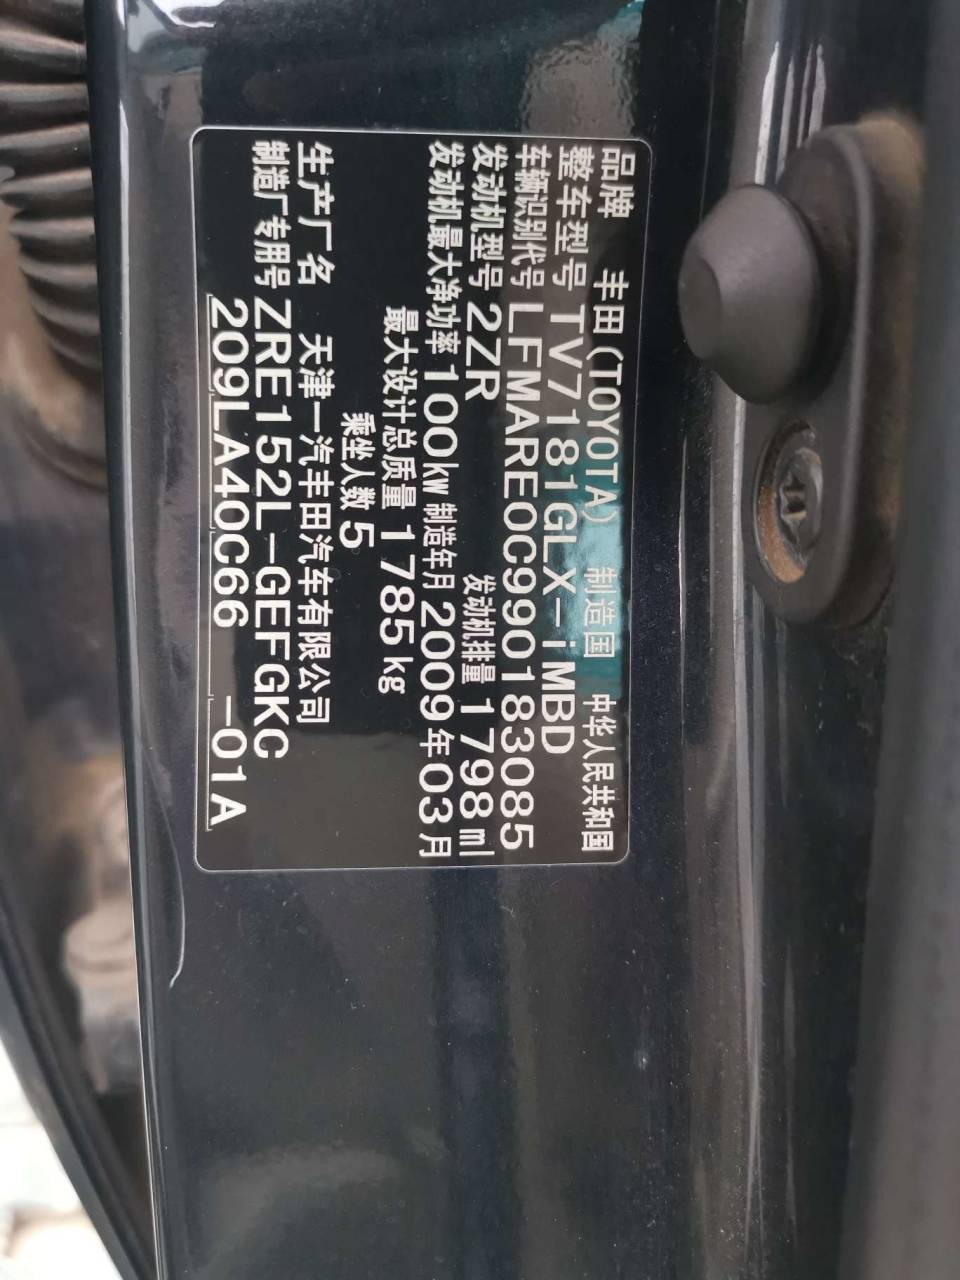 品牌 丰田(TOYOTA) 制造国 中华人民共和国
整车型号 TV7181GLX-iMBD
车辆识别代号 LFMARE0C990183085
发动机型号 2ZR 发动机排量 1798ml
发动机最大净功率 100kW 制造年月 2009年03月
最大设计总质量 1785kg
乘坐人数 5
生产厂名 天津一汽丰田汽车有限公司
制造厂专用号 ZRE152L-GEFGKC
209LA40C66 -01A